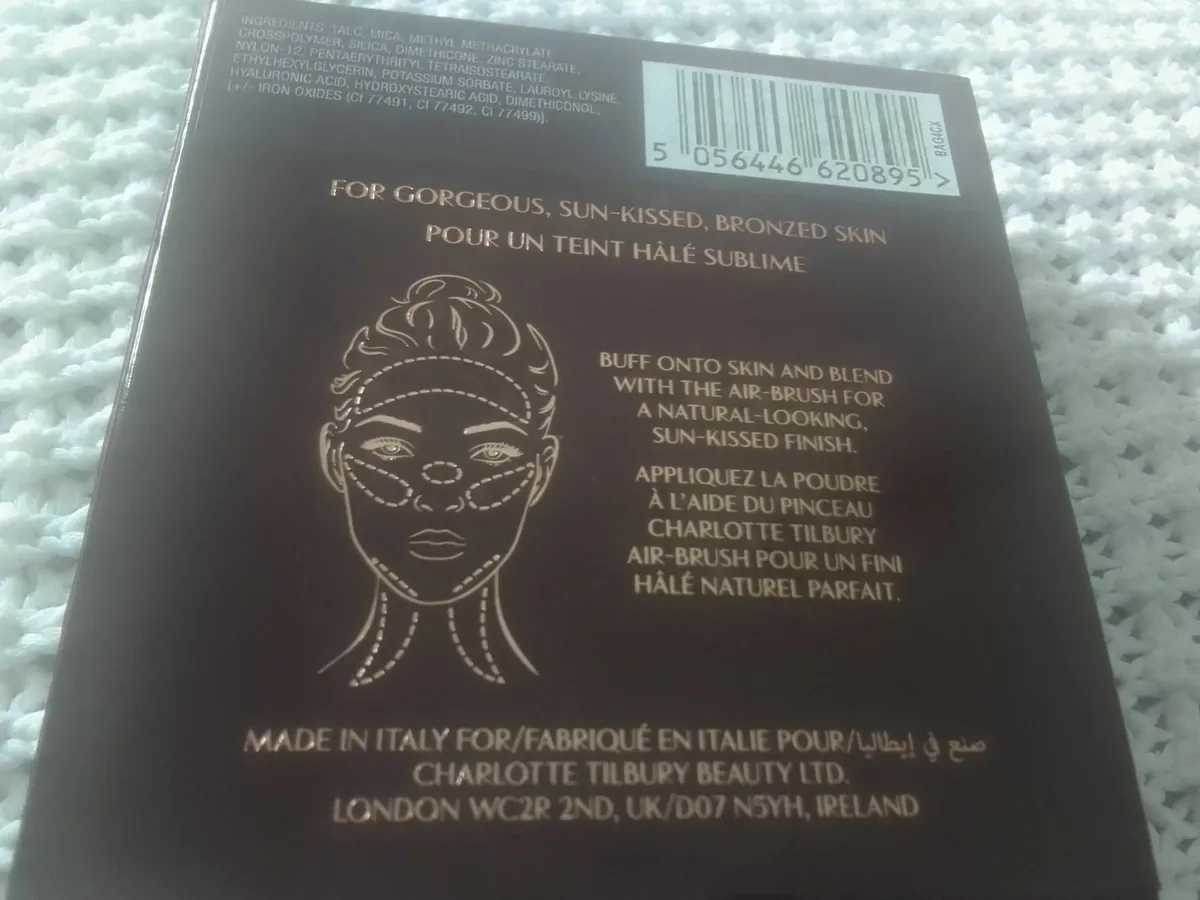 INGREDIENTS: TALC, MICA, METHYL METHACRYLATE
CROSSPOLYMER, SILICA, DIMETHICONE, ZINC STEARATE,
NYLON-12, PENTAERYTHRITYL TETRAISOSTEARATE,
ETHYLHEXYLGLYCERIN, POTASSIUM SORBATE, LAUROYL LYSINE,
HYALURONIC ACID, HYDROXYSTEARIC ACID, DIMETHICONOL,
[+/- IRON OXIDES (CI 77491, CI 77492, CI 77499)].
5 056446 620895 >
BAG4CX
FOR GORGEOUS, SUN-KISSED, BRONZED SKIN
POUR UN TEINT HÂLÉ SUBLIME
BUFF ONTO SKIN AND BLEND
WITH THE AIR-BRUSH FOR
A NATURAL-LOOKING,
SUN-KISSED FINISH.
APPLIQUEZ LA POUDRE
À L'AIDE DU PINCEAU
CHARLOTTE TILBURY
AIR-BRUSH POUR UN FINI
HÂLÉ NATUREL PARFAIT.
MADE IN ITALY FOR/FABRIQUÉ EN ITALIE POUR/صنع في إيطاليا
CHARLOTTE TILBURY BEAUTY LTD.
LONDON WC2R 2ND, UK/D07 N5YH, IRELAND